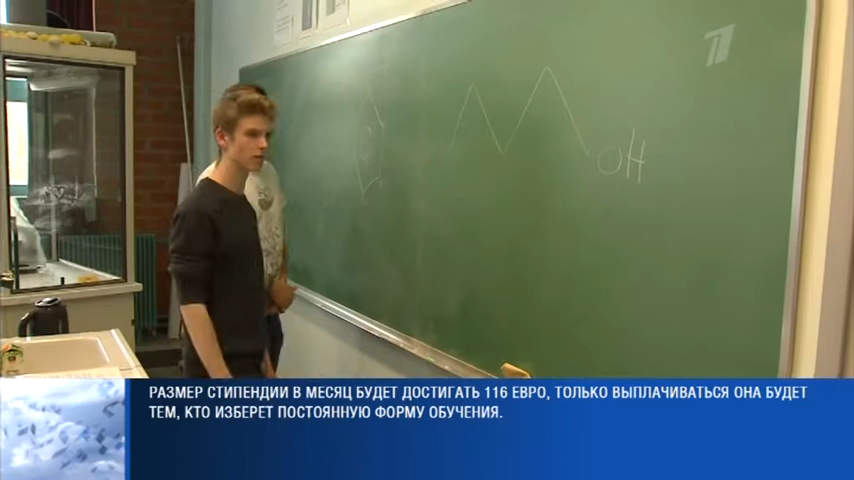 OH
РАЗМЕР СТИПЕНДИИ В МЕСЯЦ БУДЕТ ДОСТИГАТЬ 116 ЕВРО, ТОЛЬКО ВЫПЛАЧИВАТЬСЯ ОНА БУДЕТ
ТЕМ, КТО ИЗБЕРЕТ ПОСТОЯННУЮ ФОРМУ ОБУЧЕНИЯ.